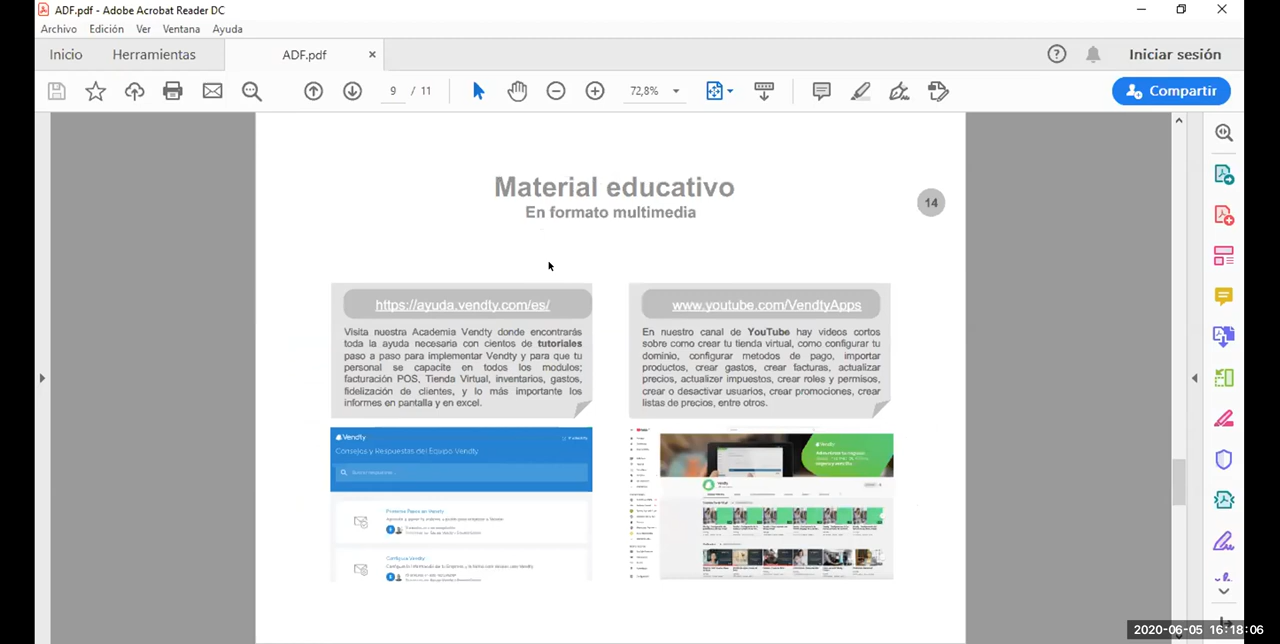 ADF.pdf - Adobe Acrobat Reader DC
Archivo Edición Ver Ventana Ayuda
Inicio Herramientas ADF.pdf × Iniciar sesión
9 / 11 72,8% Compartir
Material educativo
En formato multimedia
14
https://ayuda.vendty.com/es/
Visita nuestra Academia Vendty donde encontrarás
toda la ayuda necesaria con cientos de tutoriales
paso a paso para implementar Vendty y para que tu
personal se capacite en todos los modulos;
facturación POS, Tienda Virtual, inventarios, gastos,
fidelización de clientes, y lo más importante los
informes en pantalla y en excel.
www.youtube.com/VendtyApps
En nuestro canal de YouTube hay videos cortos
sobre como crear tu tienda virtual, como configurar tu
dominio, configurar metodos de pago, importar
productos, crear gastos, crear facturas, actualizar
precios, actualizer impuestos, crear roles y permisos,
crear o desactivar usuarios, crear promociones, crear
listas de precios, entre otros.
Vendty
Consejos y Respuestas del Equipo Vendty
Primeros Pasos en Vendty
Configura Vendty
2020-06-05 16:18:06